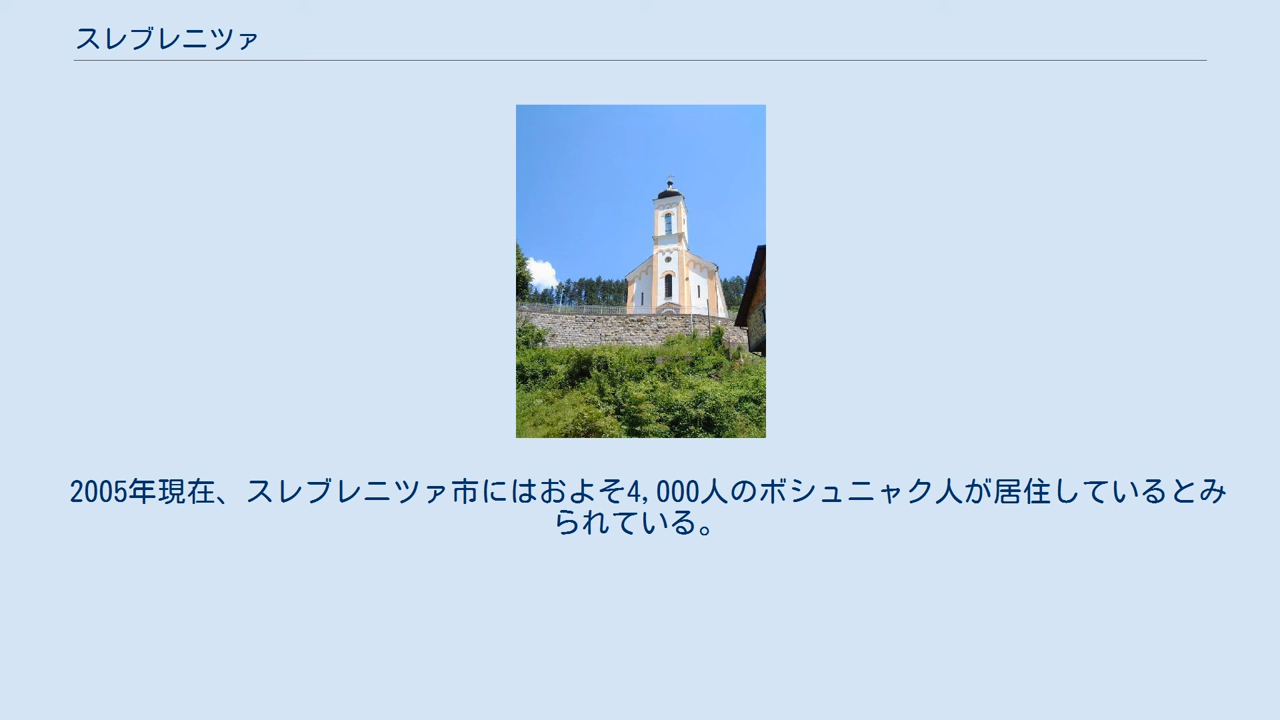 スレブレニツァ
2005年現在、スレブレニツァ市にはおよそ4,000人のボシュニャク人が居住しているとみ
られている。